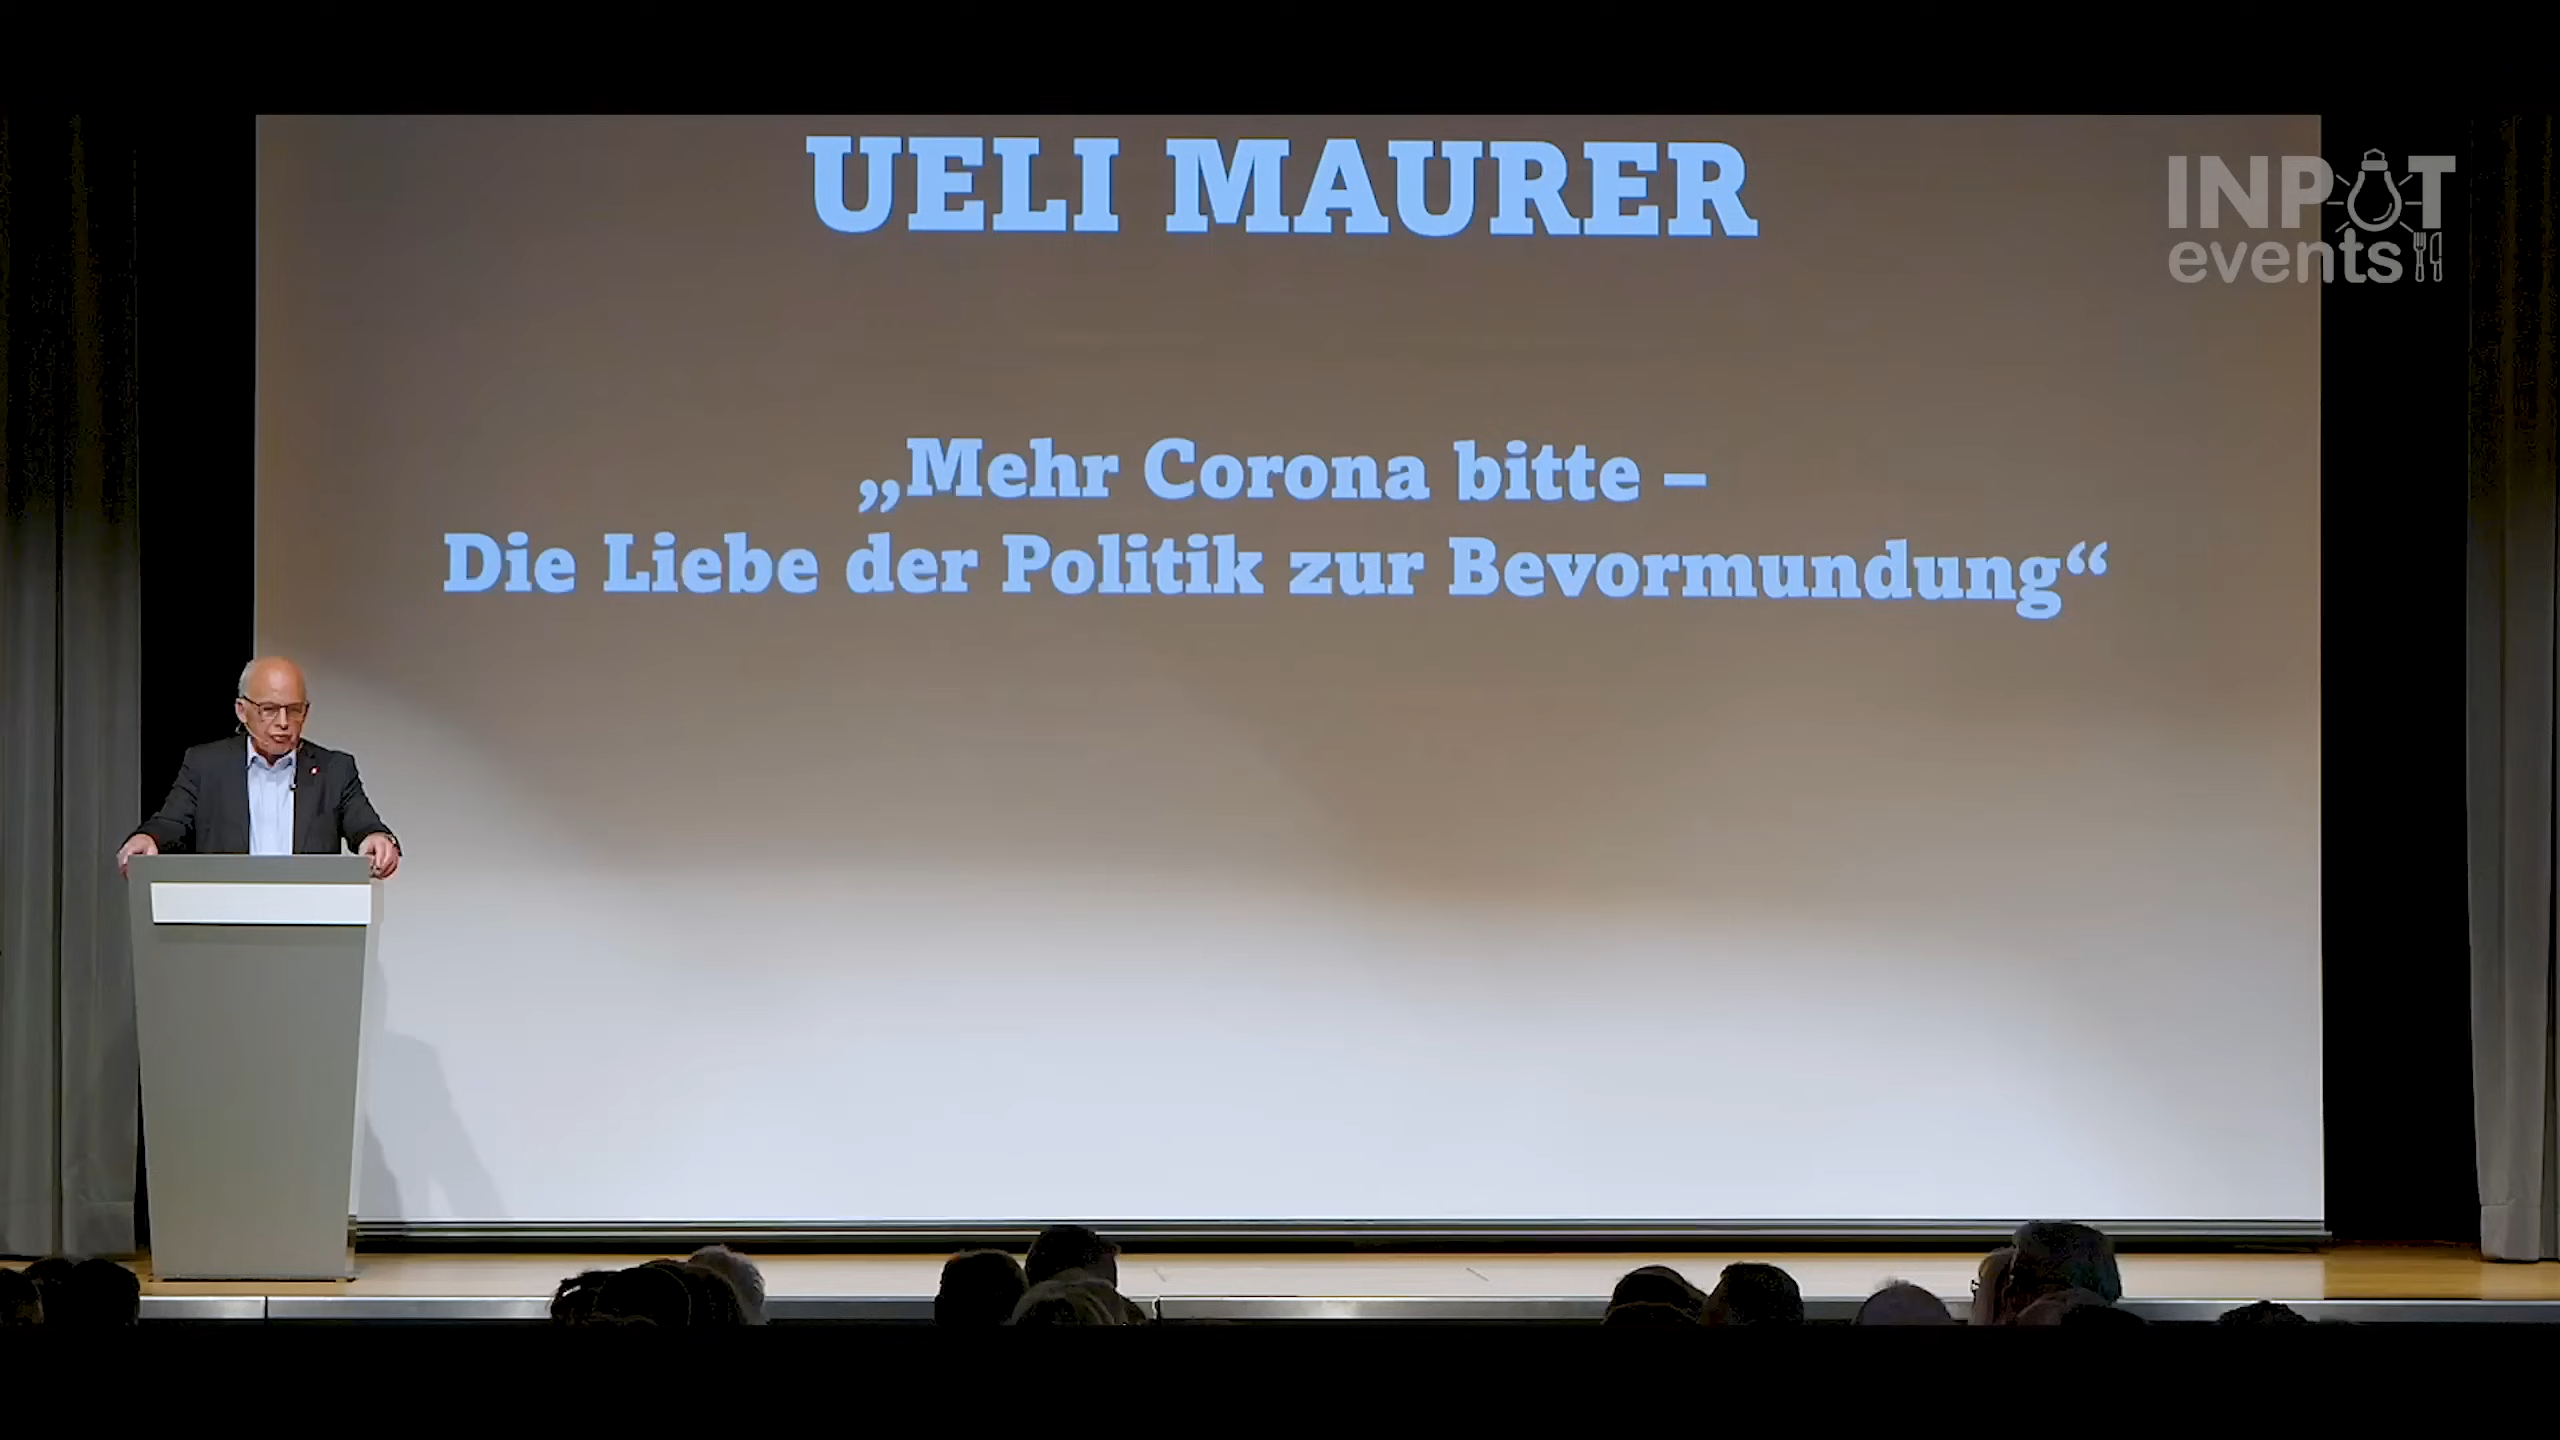 UELI MAURER
INPUT
events
„Mehr Corona bitte –
Die Liebe der Politik zur Bevormundung“